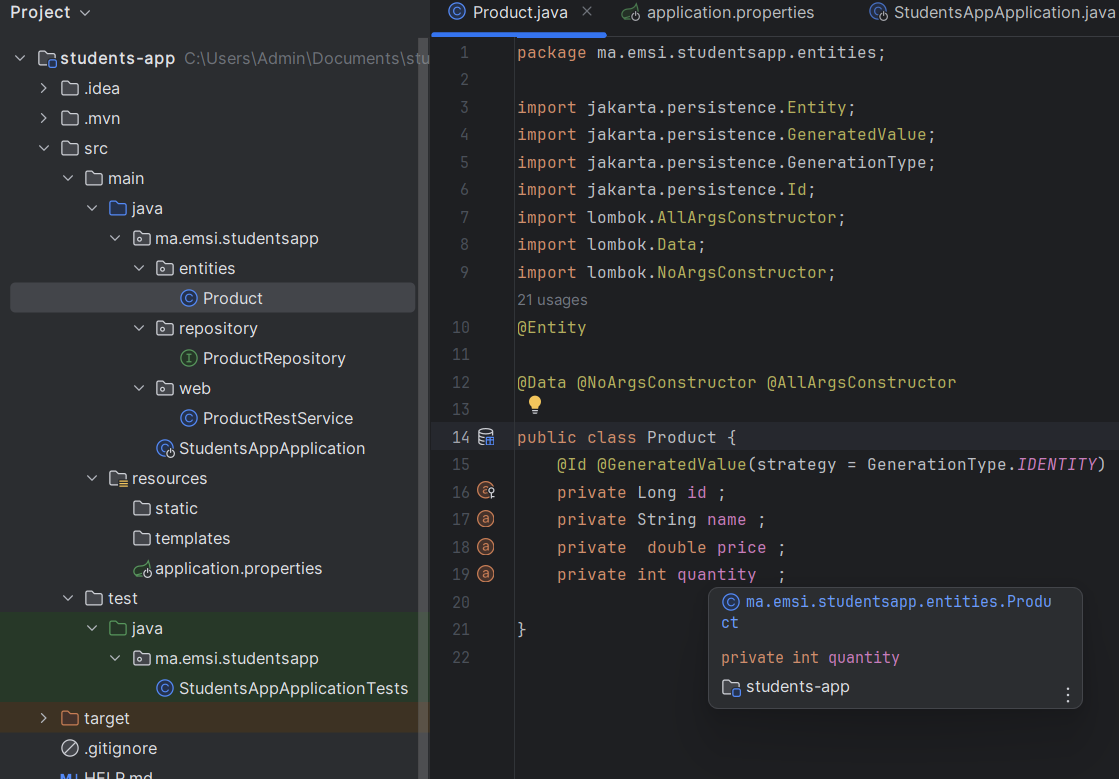 Project
students-app C:\Users\Admin\Documents\stu
.idea
.mvn
src
main
java
ma.emsi.studentsapp
entities
Product
repository
ProductRepository
web
ProductRestService
StudentsAppApplication
resources
static
templates
application.properties
test
java
ma.emsi.studentsapp
StudentsAppApplicationTests
target
.gitignore
HELP.md
Product.java application.properties StudentsAppApplication.java
1 package ma.emsi.studentsapp.entities;
2
3 import jakarta.persistence.Entity;
4 import jakarta.persistence.GeneratedValue;
5 import jakarta.persistence.GenerationType;
6 import jakarta.persistence.Id;
7 import lombok.AllArgsConstructor;
8 import lombok.Data;
9 import lombok.NoArgsConstructor;
21 usages
10 @Entity
11
12 @Data @NoArgsConstructor @AllArgsConstructor
13
14 public class Product {
15 @Id @GeneratedValue(strategy = GenerationType.IDENTITY)
16 private Long id ;
17 private String name ;
18 private  double price ;
19 private int quantity  ;
20
21 }
22
ma.emsi.studentsapp.entities.Produ
ct
private int quantity
students-app